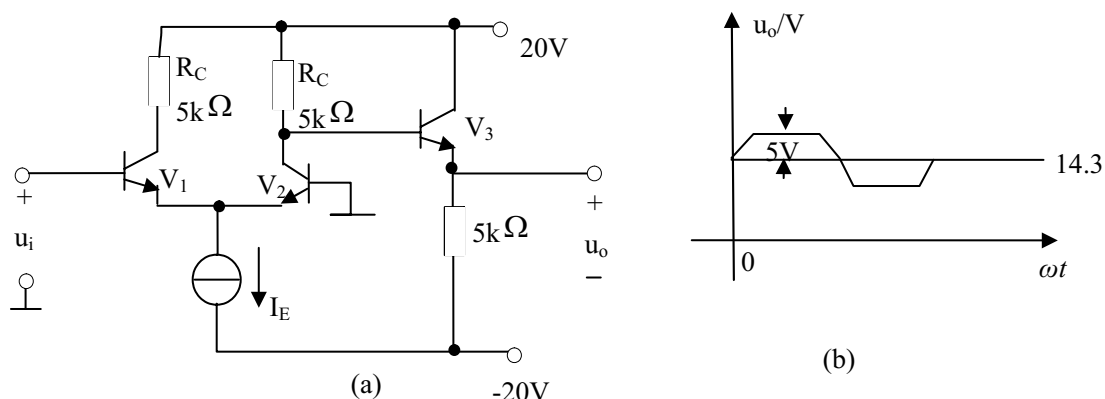 20V
R_C
5kΩ
R_C
5kΩ
V_3
V_1
V_2
+
u_i
5kΩ
+
u_o
−
I_E
-20V
(a)
u_o/V
5V
14.3
0
ωt
(b)